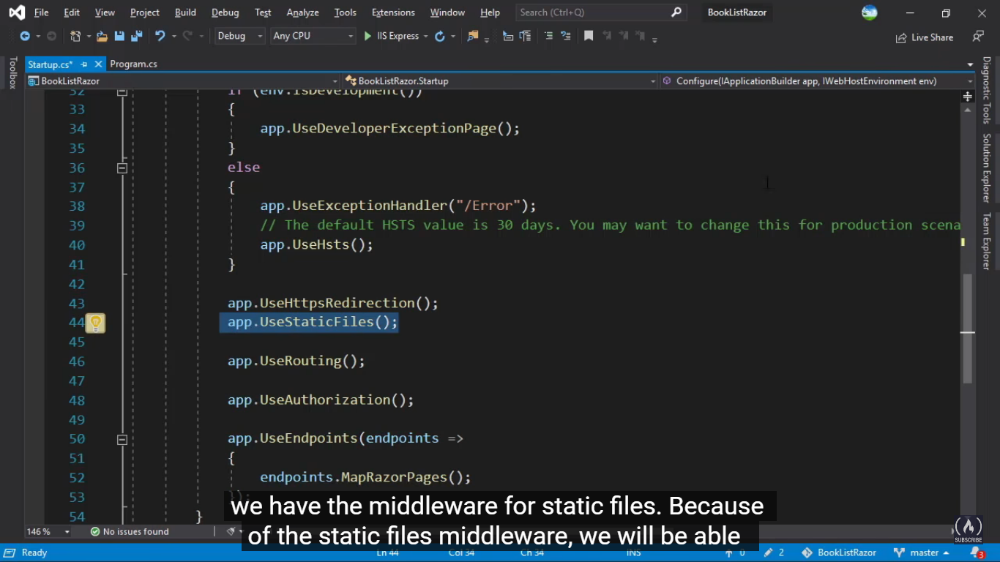 File Edit View Project Build Debug Test Analyze Tools Extensions Window Help Search (Ctrl+Q) BookListRazor
Debug Any CPU IIS Express Live Share
Startup.cs* Program.cs
BookListRazor BookListRazor.Startup Configure(IApplicationBuilder app, IWebHostEnvironment env)
Toolbox
Diagnostic Tools
Solution Explorer
Team Explorer
32 if (env.IsDevelopment())
33 {
34 app.UseDeveloperExceptionPage();
35 }
36 else
37 {
38 app.UseExceptionHandler("/Error");
39 // The default HSTS value is 30 days. You may want to change this for production scena
40 app.UseHsts();
41 }
42
43 app.UseHttpsRedirection();
44 app.UseStaticFiles();
45
46 app.UseRouting();
47
48 app.UseAuthorization();
49
50 app.UseEndpoints(endpoints =>
51 {
52 endpoints.MapRazorPages();
53 });
54 }
we have the middleware for static files. Because
of the static files middleware, we will be able
146 % No issues found
SUBSCRIBE
Ready Ln 44 Col 34 Ch 34 INS 0 2 BookListRazor master 3